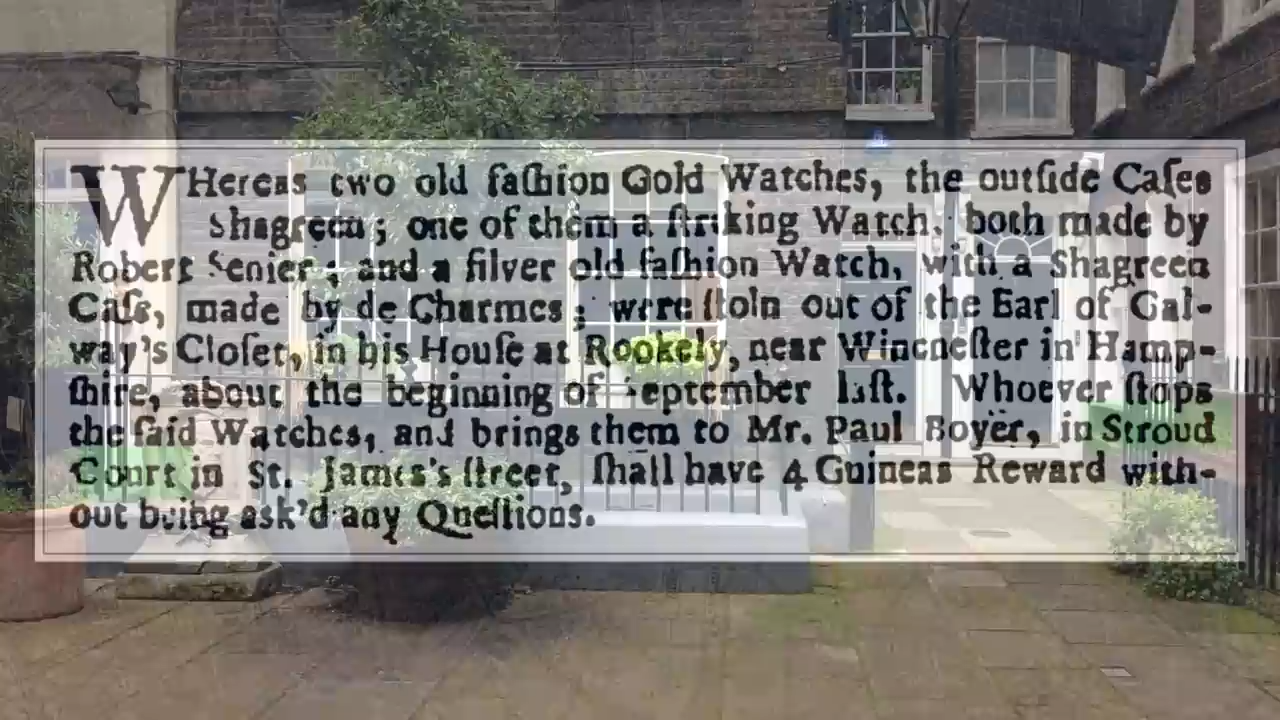 WHereas two old faſhion Gold Watches, the outſide Caſes
Shagreen; one of them a ſtriking Watch, both made by
Robert Senier; and a ſilver old faſhion Watch, with a Shagreen
Caſe, made by de Charmes; were ſtoln out of the Earl of Gal-
way's Cloſet, in his Houſe at Rookely, near Wincheſter in Hamp-
ſhire, about the beginning of September laſt. Whoever ſtops
the ſaid Watches, and brings them to Mr. Paul Boyër, in Stroud
Court in St. James's ſtreet, ſhall have 4 Guineas Reward with-
out being ask'd any Queſtions.